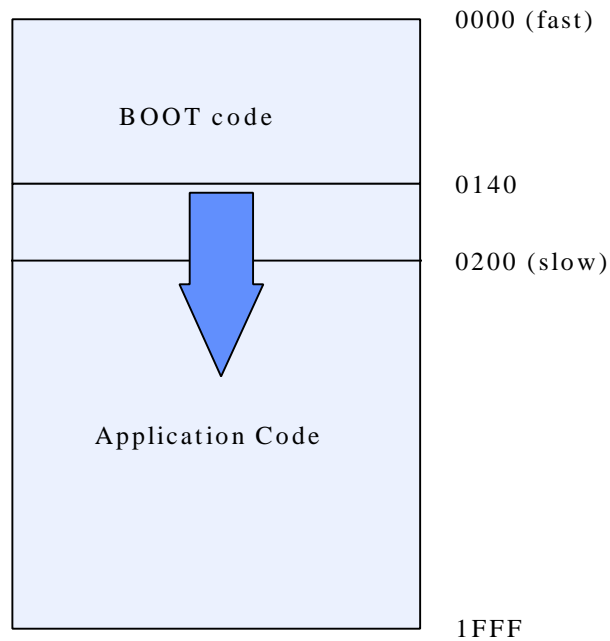 0000 (fast)
BOOT code
0140
0200 (slow)
Application Code
1FFF